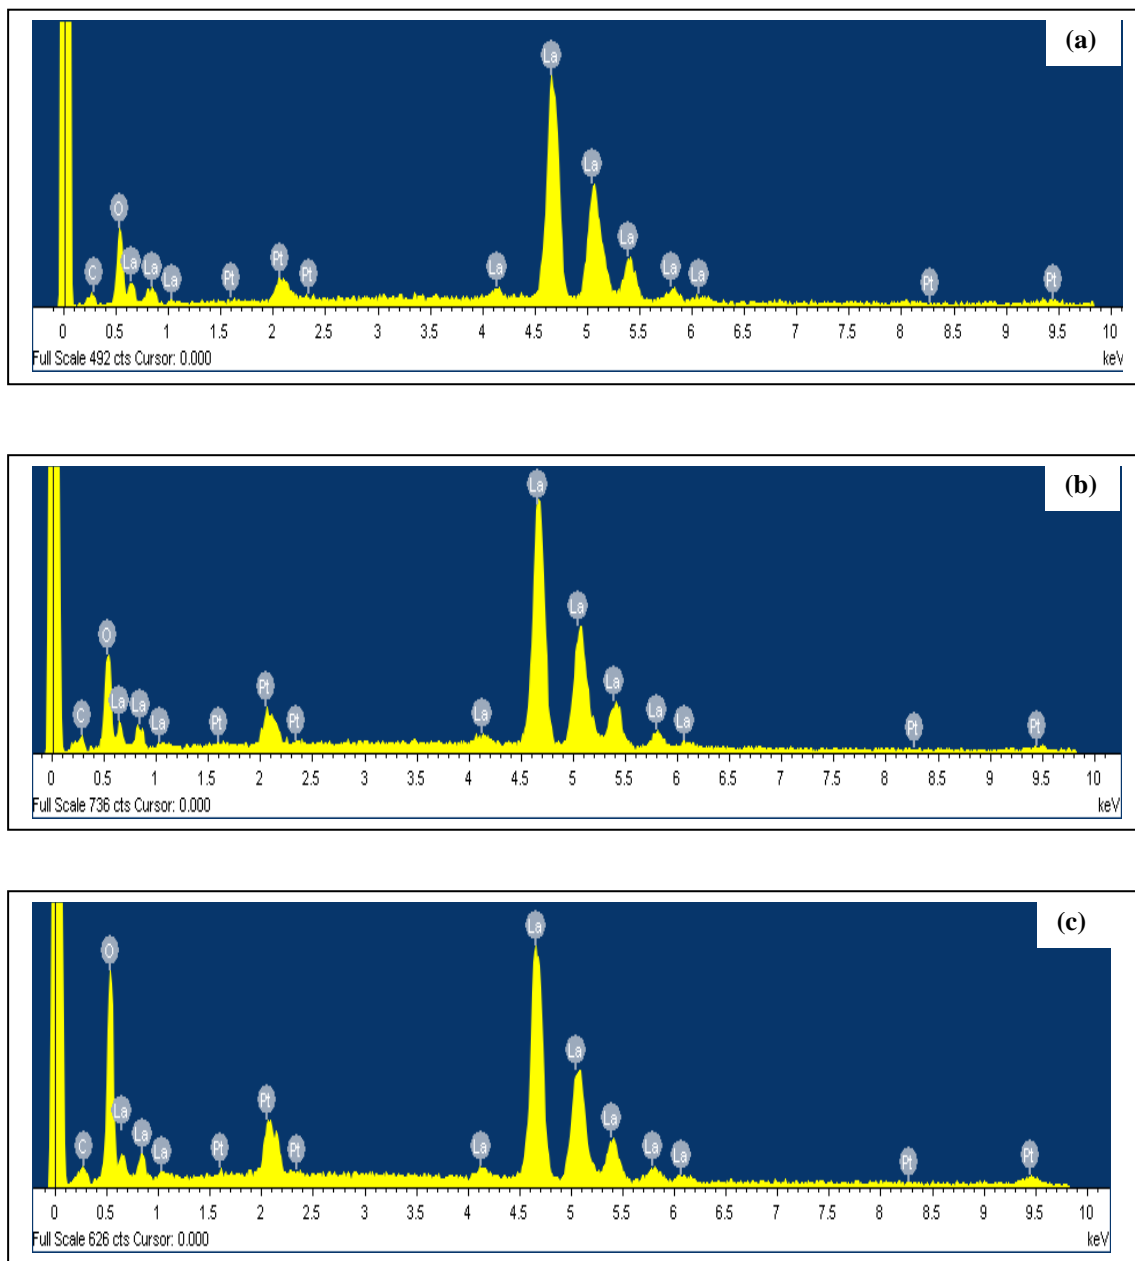 (a)
La
La
O
La
C
La
La
La
Pt
Pt
Pt
La
La
La
Pt
Pt
0 0.5 1 1.5 2 2.5 3 3.5 4 4.5 5 5.5 6 6.5 7 7.5 8 8.5 9 9.5 10
Full Scale 492 cts Cursor: 0.000 keV
(b)
La
La
O
C
La
La
La
Pt
Pt
Pt
La
La
La
La
Pt
Pt
0 0.5 1 1.5 2 2.5 3 3.5 4 4.5 5 5.5 6 6.5 7 7.5 8 8.5 9 9.5 10
Full Scale 736 cts Cursor: 0.000 keV
(c)
La
O
La
La
Pt
La
C
La
La
Pt
Pt
La
La
La
Pt
Pt
0 0.5 1 1.5 2 2.5 3 3.5 4 4.5 5 5.5 6 6.5 7 7.5 8 8.5 9 9.5 10
Full Scale 626 cts Cursor: 0.000 keV